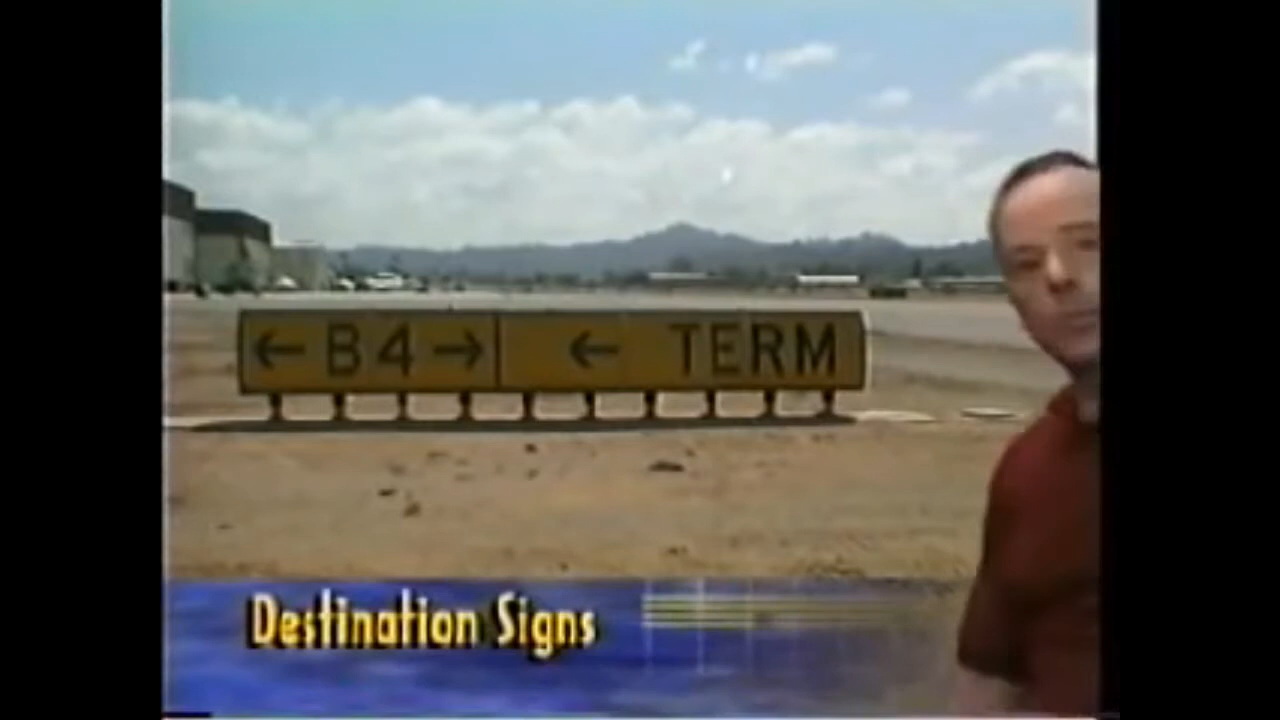 ← B4 → ← TERM
Destination Signs